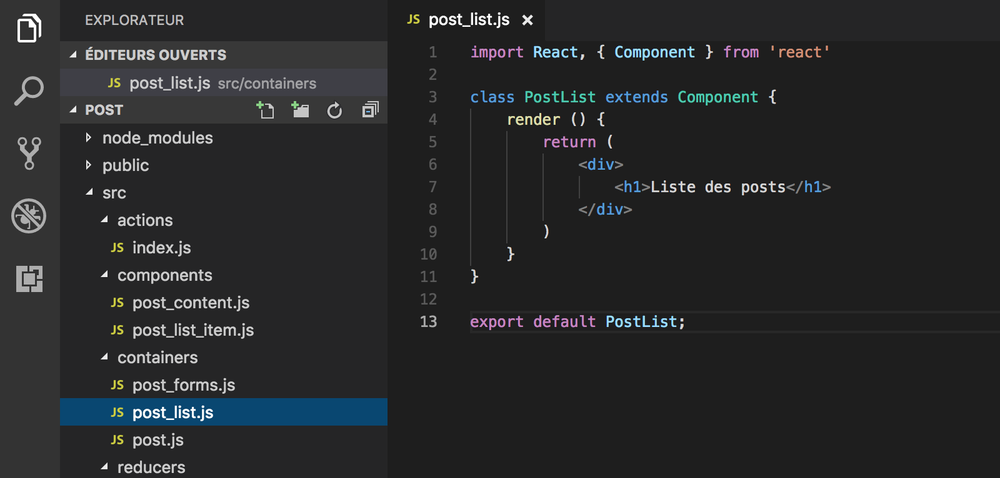 EXPLORATEUR
ÉDITEURS OUVERTS
JS post_list.js src/containers
POST
node_modules
public
src
actions
JS index.js
components
JS post_content.js
JS post_list_item.js
containers
JS post_forms.js
JS post_list.js
JS post.js
reducers
JS post_list.js ×
1 import React, { Component } from 'react'
2
3 class PostList extends Component {
4     render () {
5         return (
6             <div>
7                 <h1>Liste des posts</h1>
8             </div>
9         )
10     }
11 }
12
13 export default PostList;